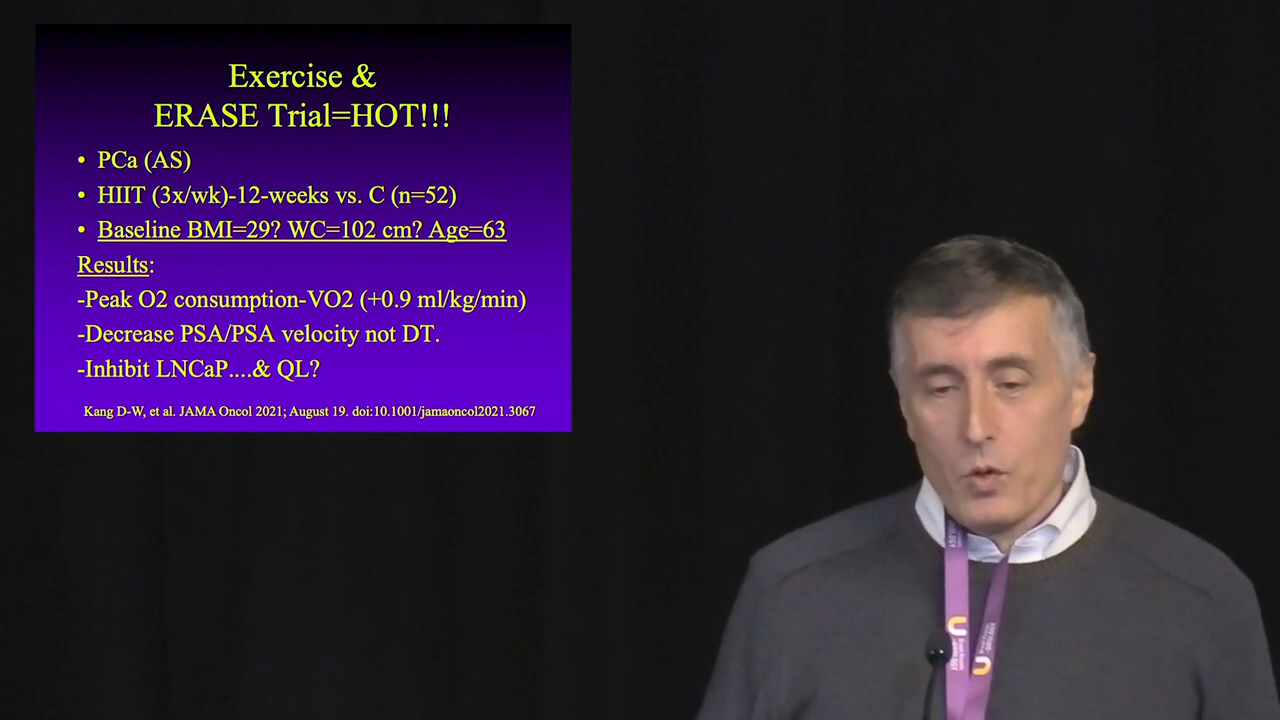 Exercise &
ERASE Trial=HOT!!!
• PCa (AS)
• HIIT (3x/wk)-12-weeks vs. C (n=52)
• Baseline BMI=29? WC=102 cm? Age=63
Results:
-Peak O2 consumption-VO2 (+0.9 ml/kg/min)
-Decrease PSA/PSA velocity not DT.
-Inhibit LNCaP....& QL?
Kang D-W, et al. JAMA Oncol 2021; August 19. doi:10.1001/jamaoncol2021.3067